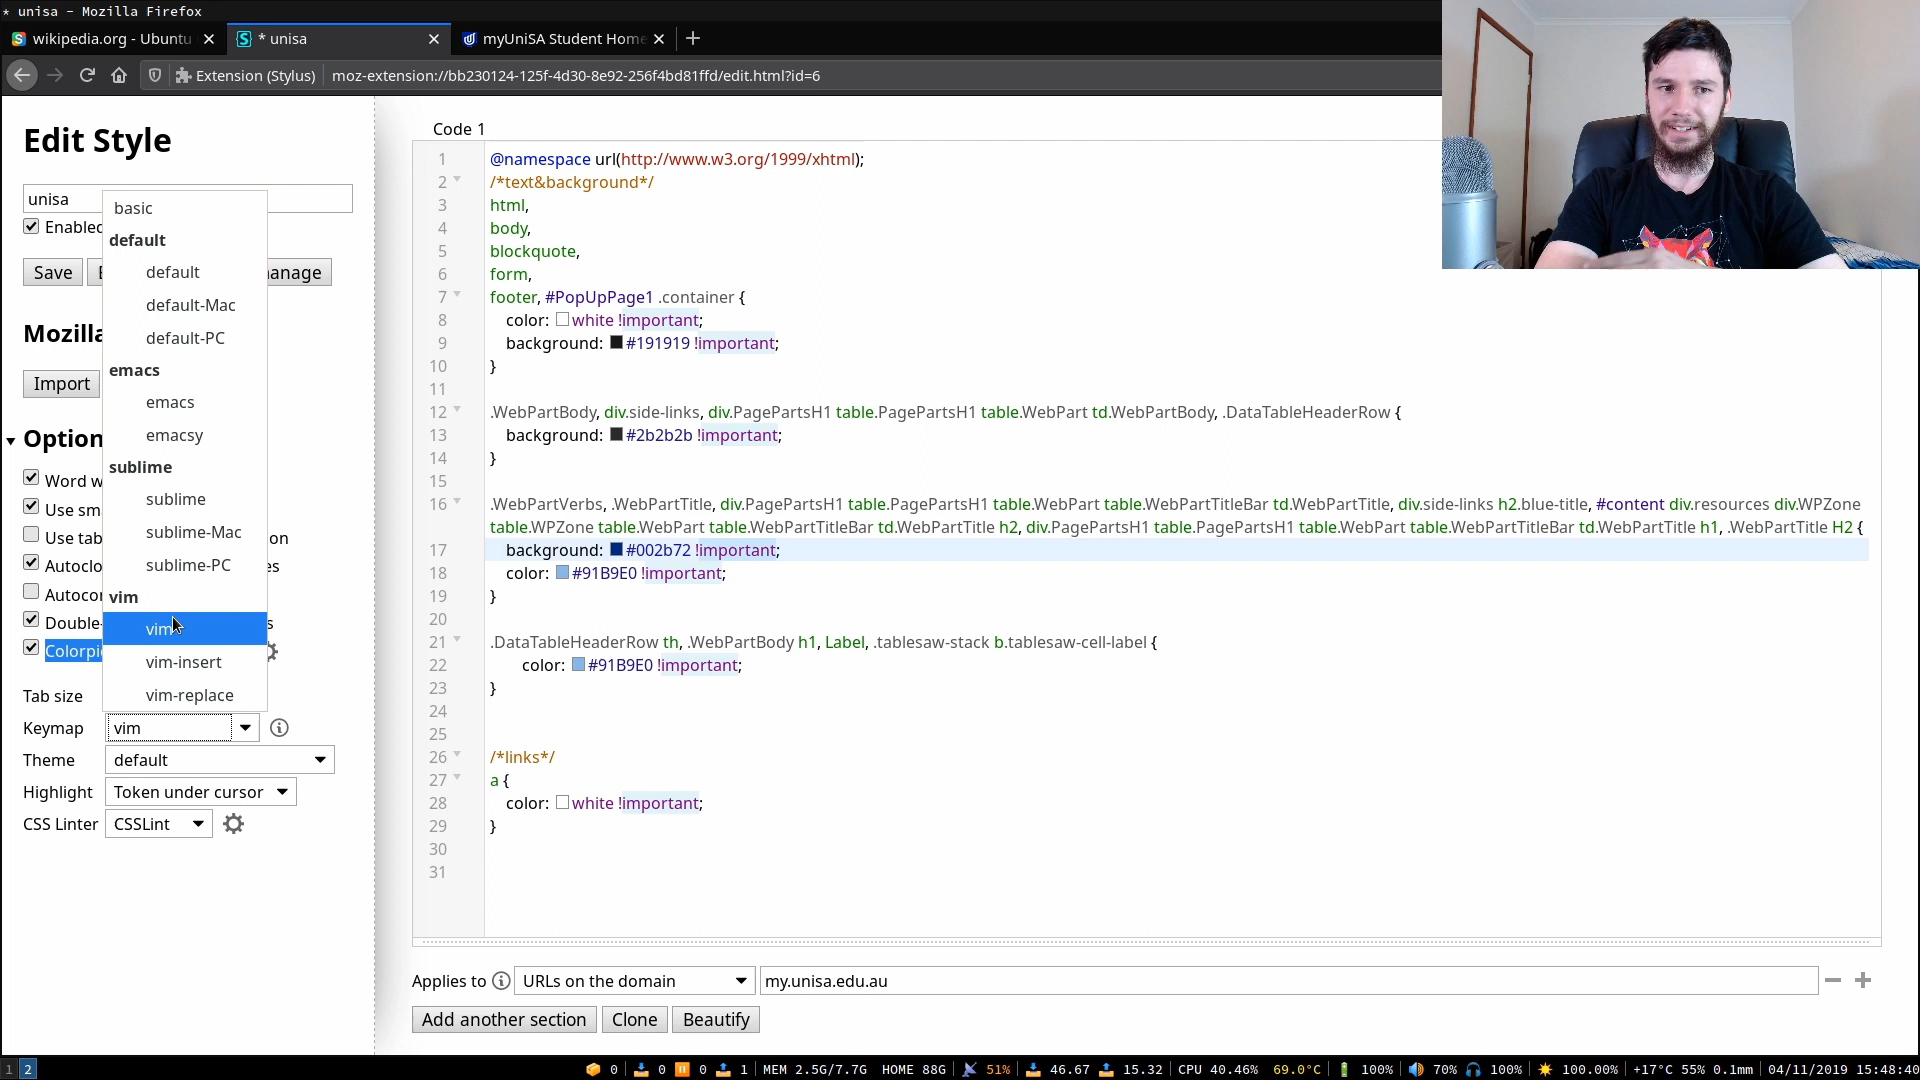 * unisa - Mozilla Firefox
wikipedia.org - Ubuntu
* unisa
myUniSA Student Home
Extension (Stylus)
moz-extension://bb230124-125f-4d30-8e92-256f4bd81ffd/edit.html?id=6
Edit Style
unisa
Enabled
Save
anage
Mozilla
Import
Option
Word w
Use sm
Use tab
on
Autoclo
es
Autocor
Double-
s
Colorpi
Tab size
Keymap
vim
Theme
default
Highlight
Token under cursor
CSS Linter
CSSLint
basic
default
default
default-Mac
default-PC
emacs
emacs
emacsy
sublime
sublime
sublime-Mac
sublime-PC
vim
vim
vim-insert
vim-replace
Code 1
1 @namespace url(http://www.w3.org/1999/xhtml);
2 /*text&background*/
3 html,
4 body,
5 blockquote,
6 form,
7 footer, #PopUpPage1 .container {
8 color: white !important;
9 background: #191919 !important;
10 }
11
12 .WebPartBody, div.side-links, div.PagePartsH1 table.PagePartsH1 table.WebPart td.WebPartBody, .DataTableHeaderRow {
13 background: #2b2b2b !important;
14 }
15
16 .WebPartVerbs, .WebPartTitle, div.PagePartsH1 table.PagePartsH1 table.WebPart table.WebPartTitleBar td.WebPartTitle, div.side-links h2.blue-title, #content div.resources div.WPZone
table.WPZone table.WebPart table.WebPartTitleBar td.WebPartTitle h2, div.PagePartsH1 table.PagePartsH1 table.WebPart table.WebPartTitleBar td.WebPartTitle h1, .WebPartTitle H2 {
17 background: #002b72 !important;
18 color: #91B9E0 !important;
19 }
20
21 .DataTableHeaderRow th, .WebPartBody h1, Label, .tablesaw-stack b.tablesaw-cell-label {
22 color: #91B9E0 !important;
23 }
24
25
26 /*links*/
27 a {
28 color: white !important;
29 }
30
31
Applies to
URLs on the domain
my.unisa.edu.au
Add another section
Clone
Beautify
1 2
0 0 0 1 MEM 2.5G/7.7G HOME 88G 51% 46.67 15.32 CPU 40.46% 69.0°C 100% 70% 100% 100.00% +17°C 55% 0.1mm 04/11/2019 15:48:40